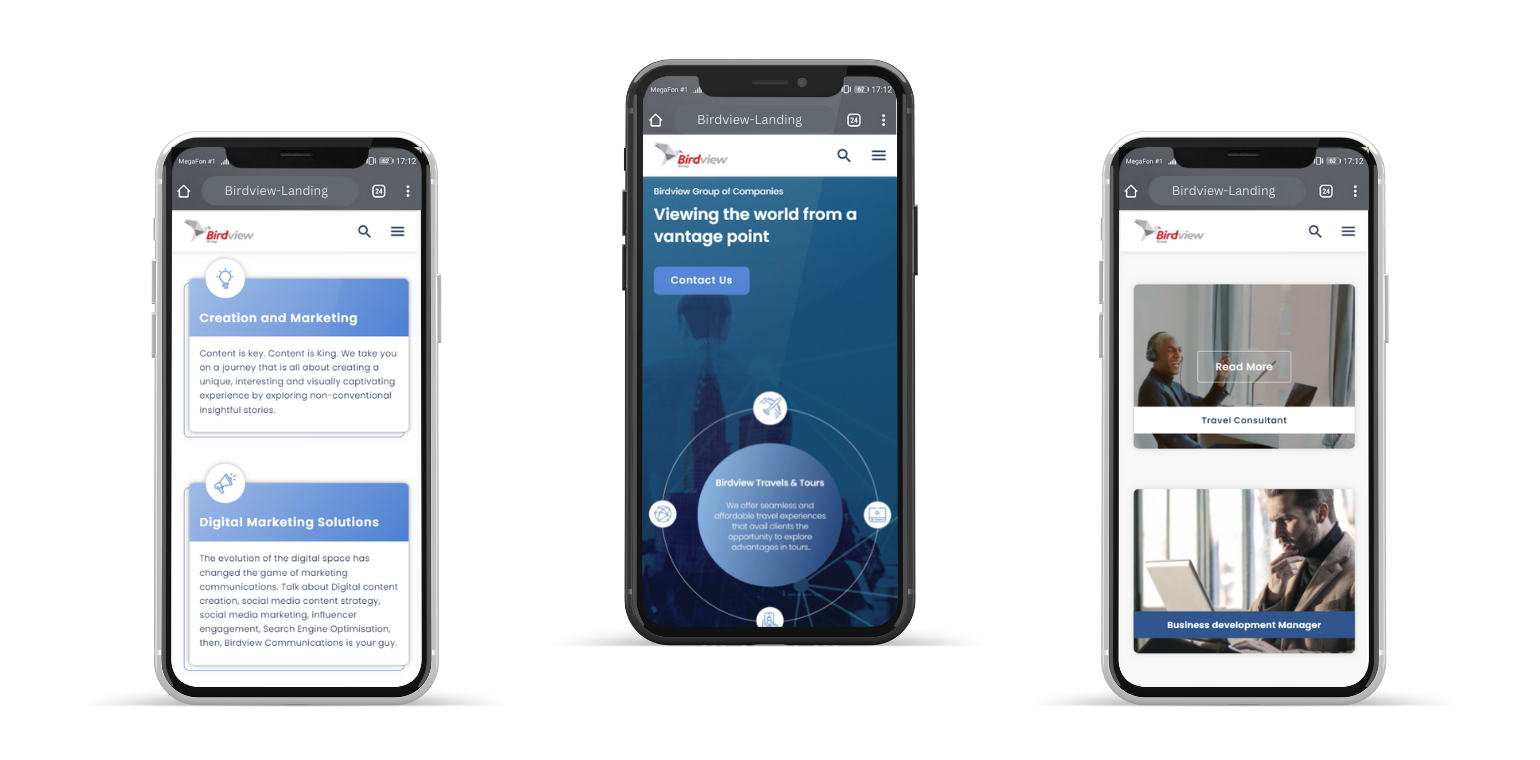 MegaFon #1
62
17:12
Birdview-Landing
24
Birdview
Group
Creation and Marketing
Content is key. Content is King. We take you
on a journey that is all about creating a
unique, interesting and visually captivating
experience by exploring non-conventional
insightful stories.
Digital Marketing Solutions
The evolution of the digital space has
changed the game of marketing
communications. Talk about Digital content
creation, social media content strategy,
social media marketing, influencer
engagement, Search Engine Optimisation,
then, Birdview Communications is your guy.
MegaFon #1
62
17:12
Birdview-Landing
24
Birdview
Group
Birdview Group of Companies
Viewing the world from a
vantage point
Contact Us
Birdview Travels & Tours
We offer seamless and
affordable travel experiences
that avail clients the
opportunity to explore
advantages in tours.
MegaFon #1
62
17:12
Birdview-Landing
24
Birdview
Group
Read More
Travel Consultant
Business development Manager